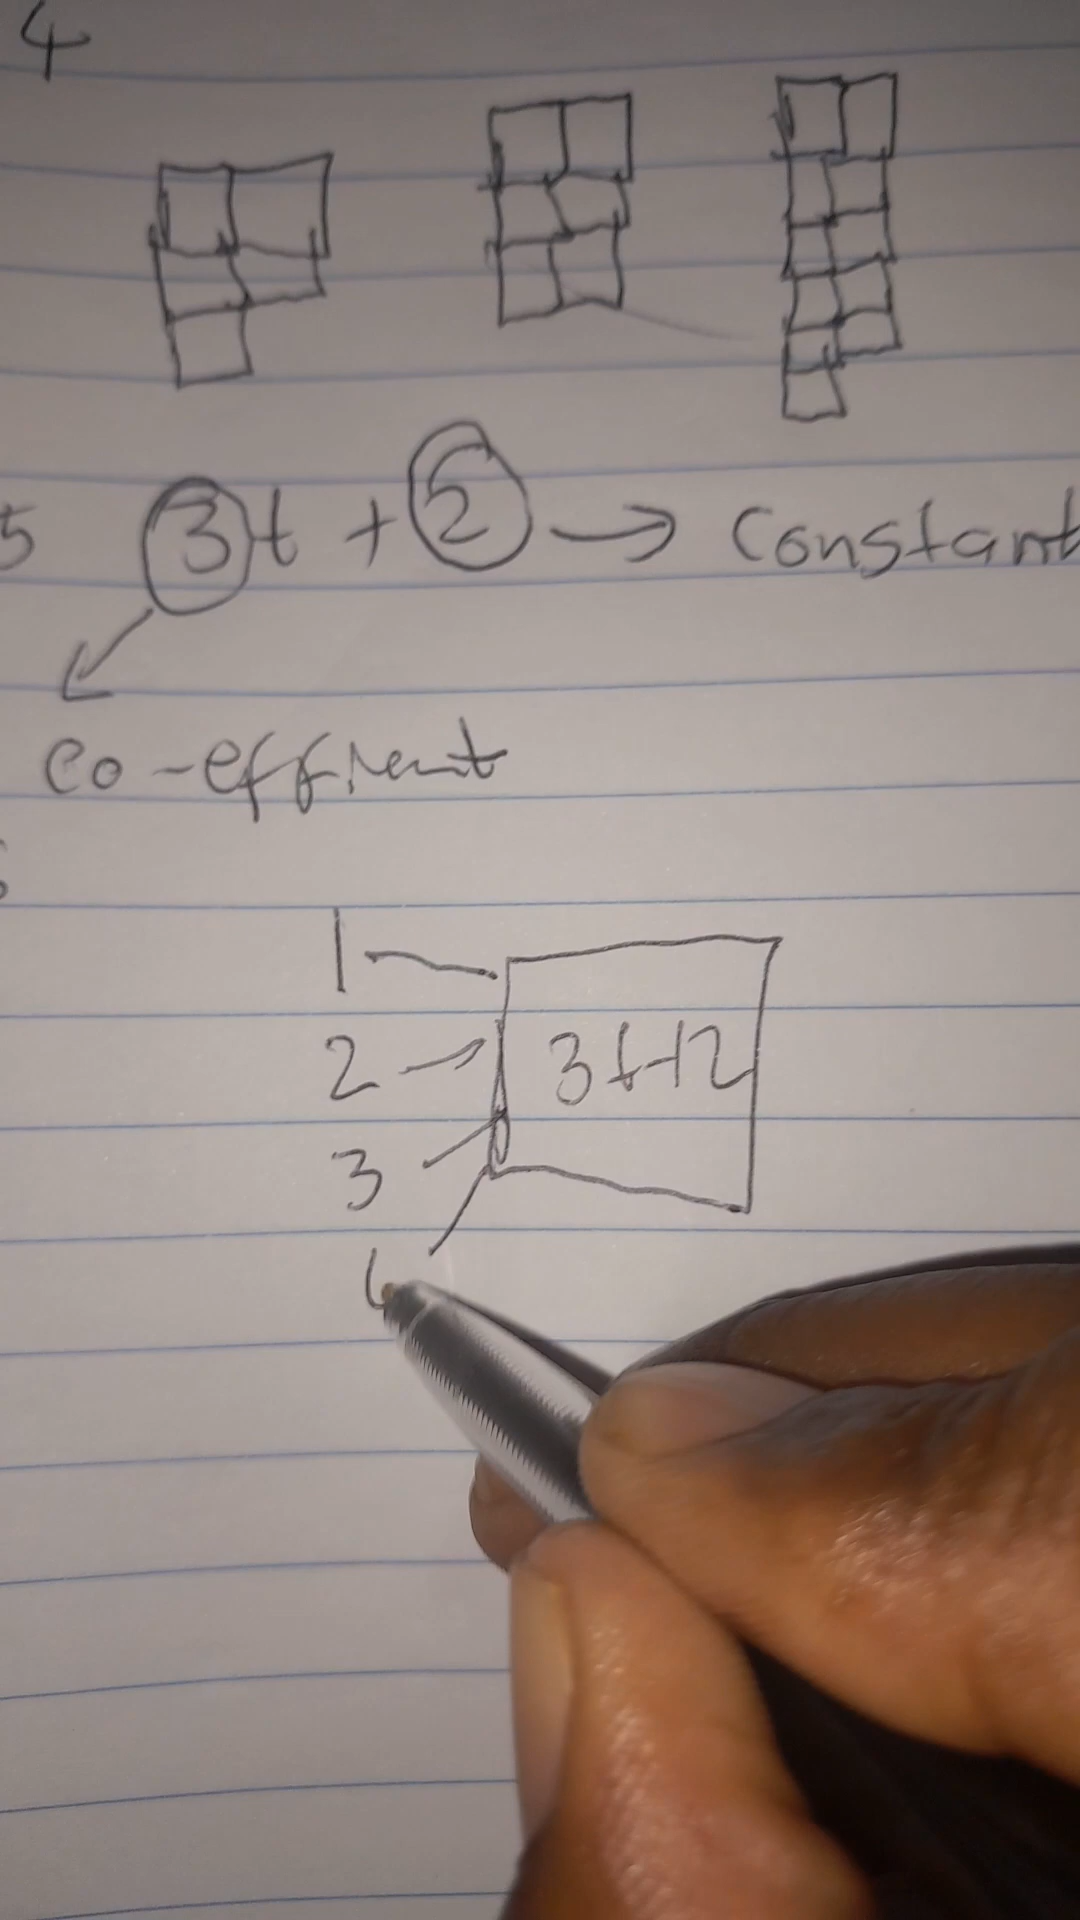 4
5 3t + 2 → Constant
co-effient
1
2 → 3t+2
3